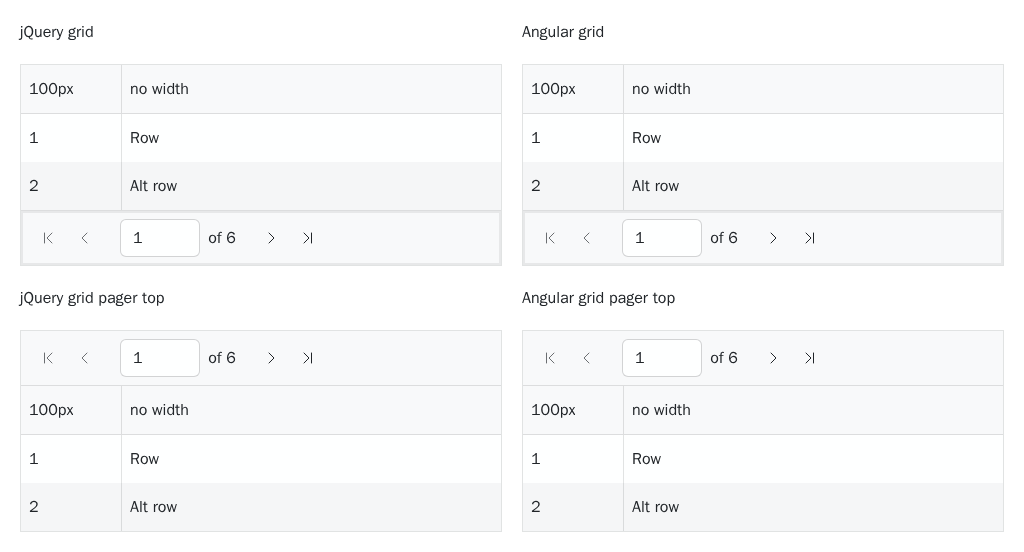 jQuery grid
100px no width
1 Row
2 Alt row
1 of 6
Angular grid
100px no width
1 Row
2 Alt row
1 of 6
jQuery grid pager top
1 of 6
100px no width
1 Row
2 Alt row
Angular grid pager top
1 of 6
100px no width
1 Row
2 Alt row